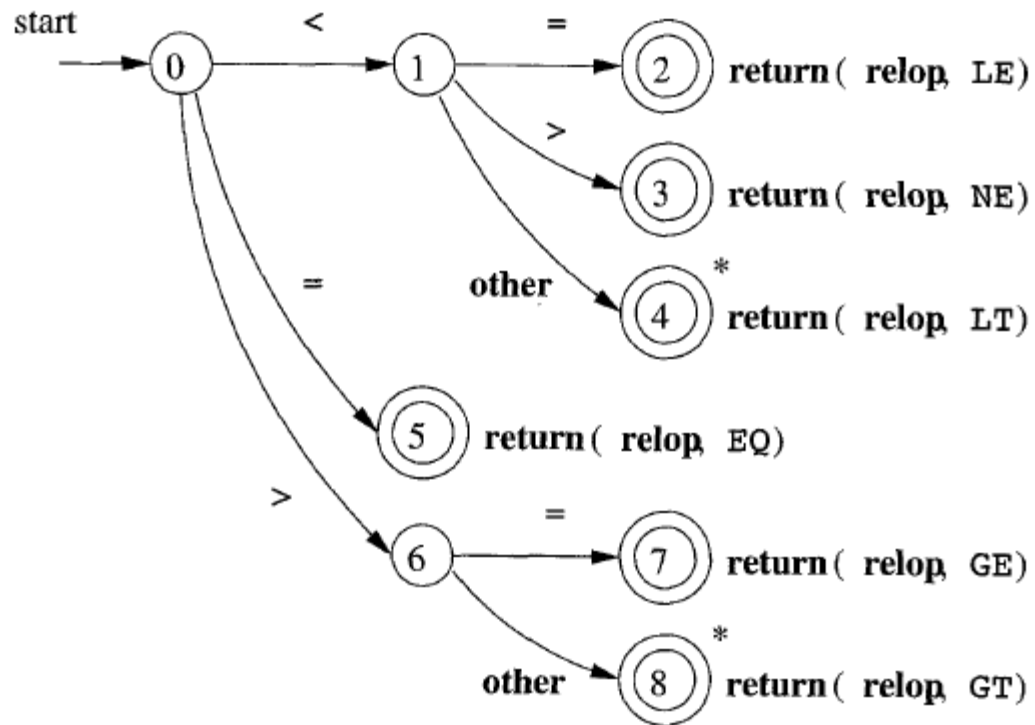 start
<
=
0
1
2
return( relop, LE)
>
3
return( relop, NE)
other
4
*
return( relop, LT)
=
5
return( relop, EQ)
>
6
=
7
return( relop, GE)
other
8
*
return( relop, GT)